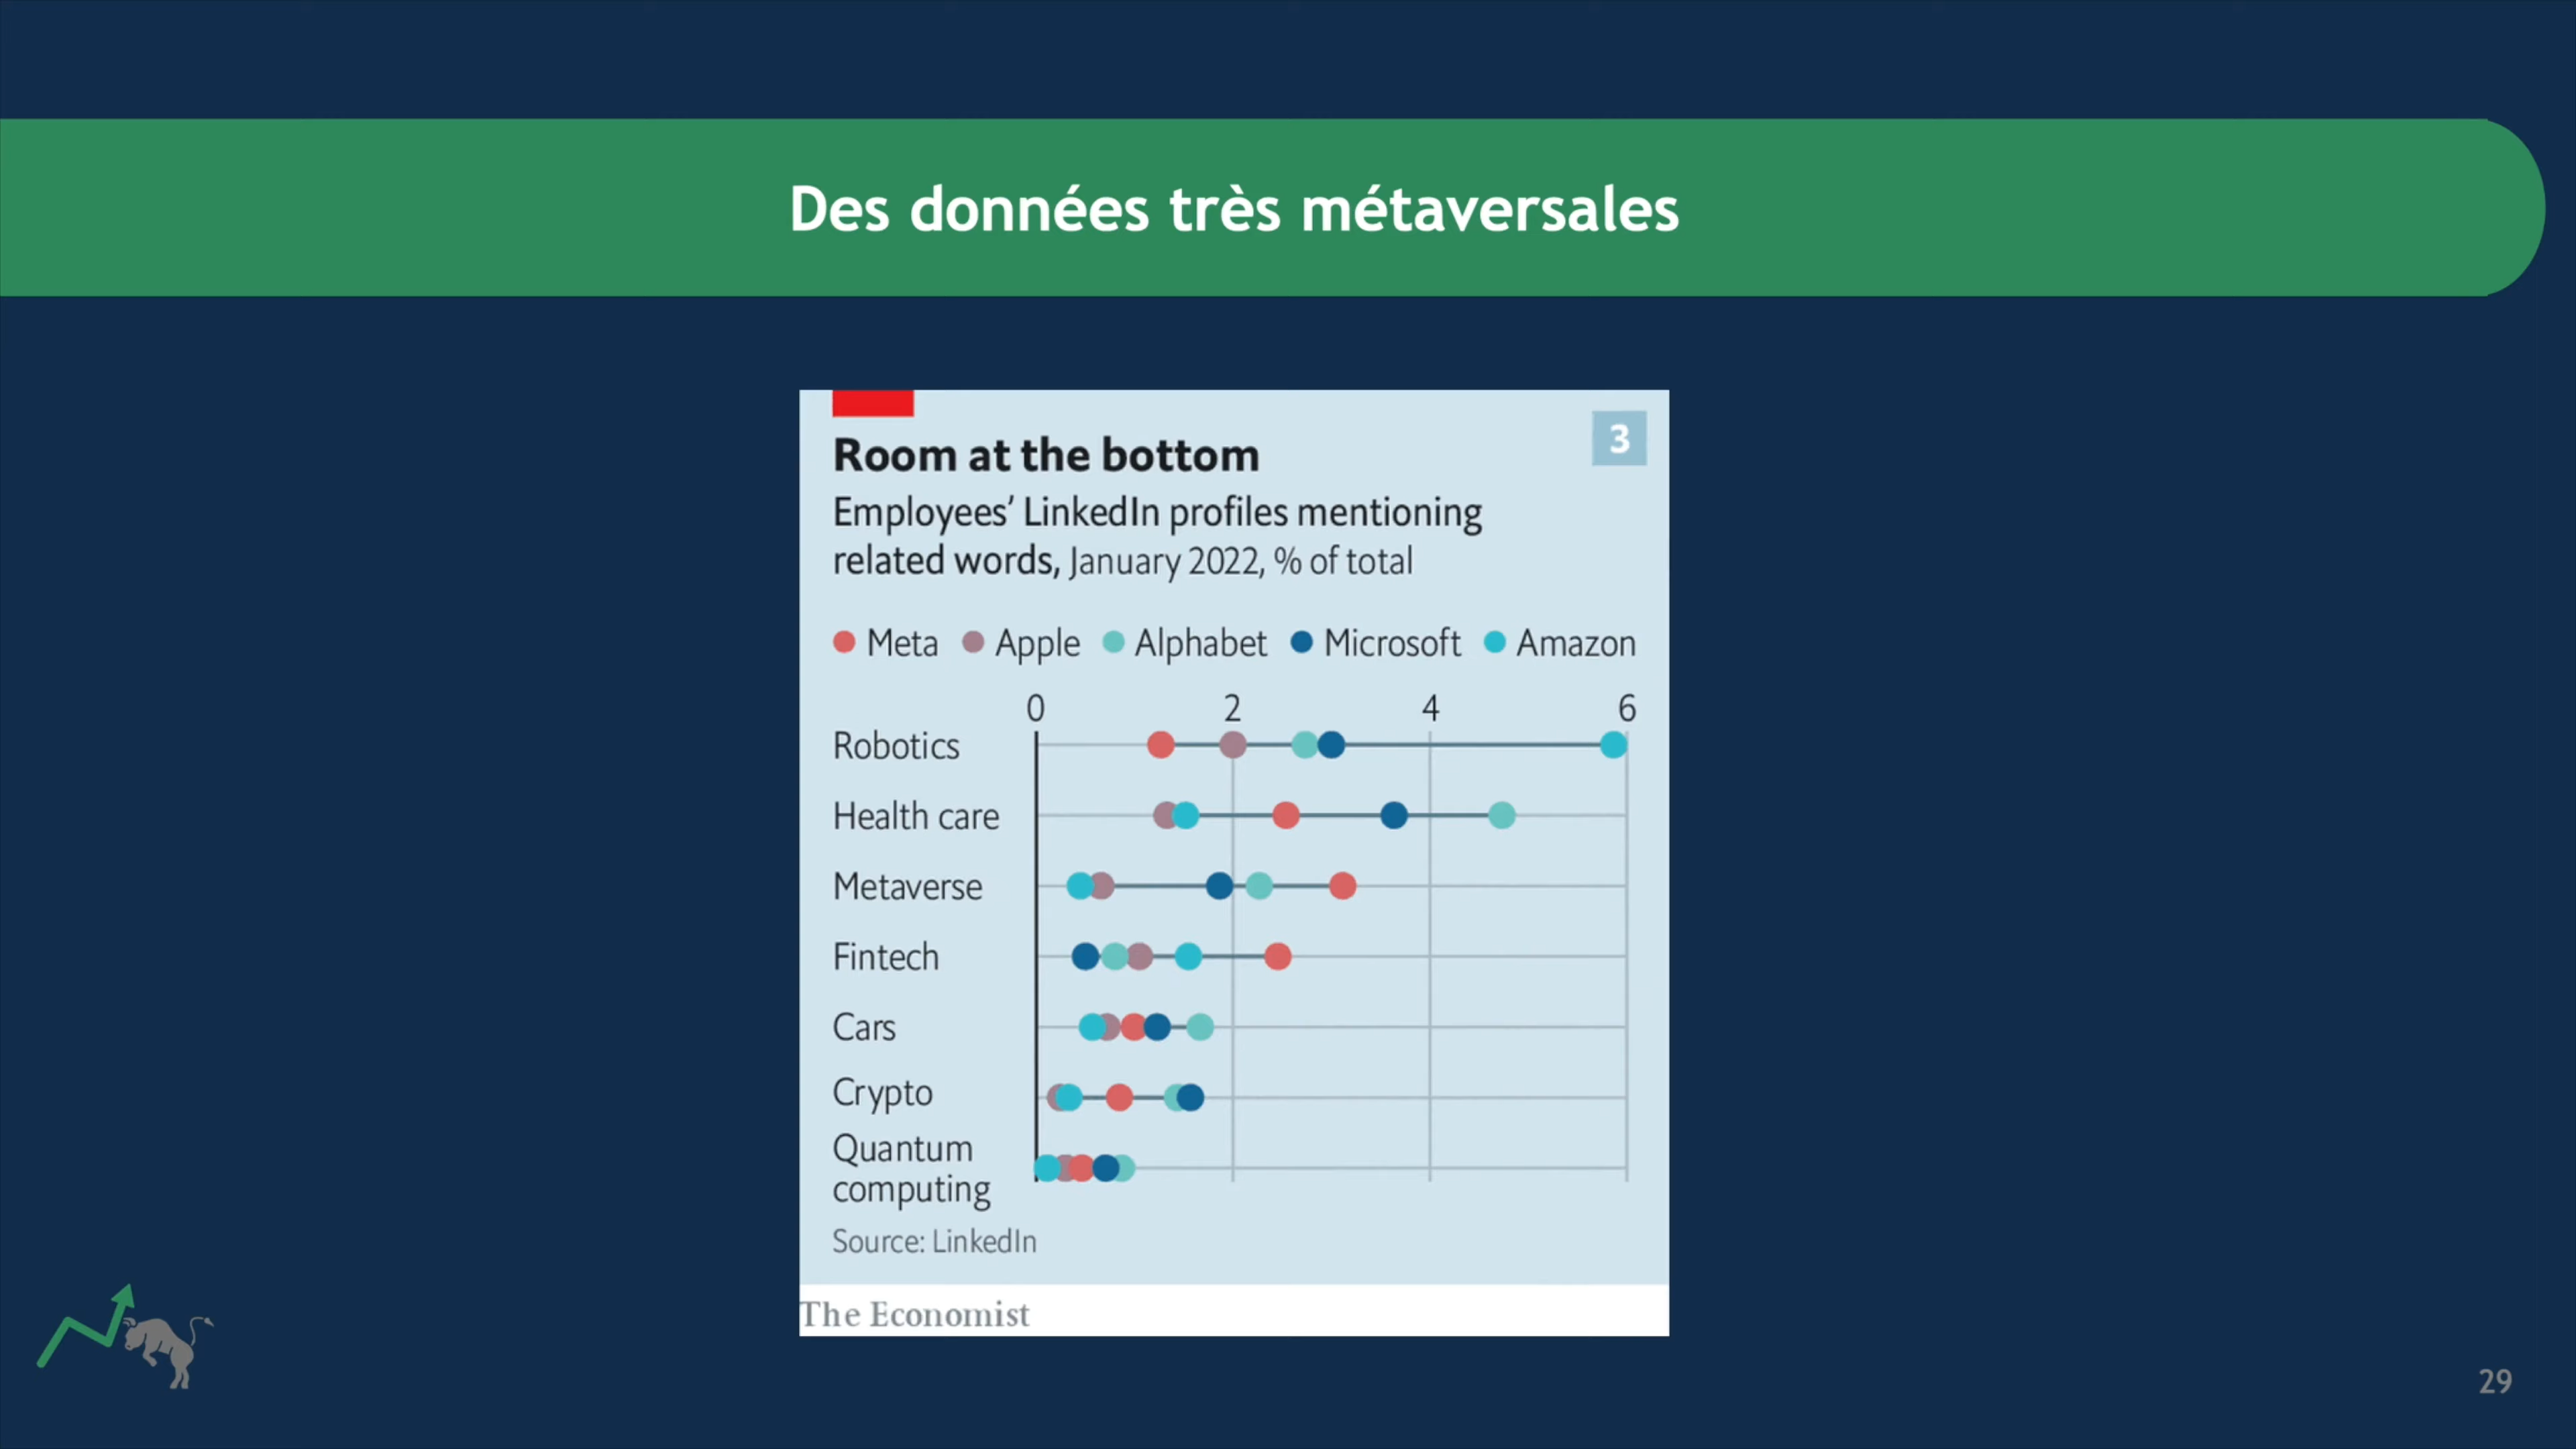 Des données très métaversales
Room at the bottom
3
Employees’ LinkedIn profiles mentioning
related words, January 2022, % of total
Meta Apple Alphabet Microsoft Amazon
0 2 4 6
Robotics
Health care
Metaverse
Fintech
Cars
Crypto
Quantum
computing
Source: LinkedIn
The Economist
29